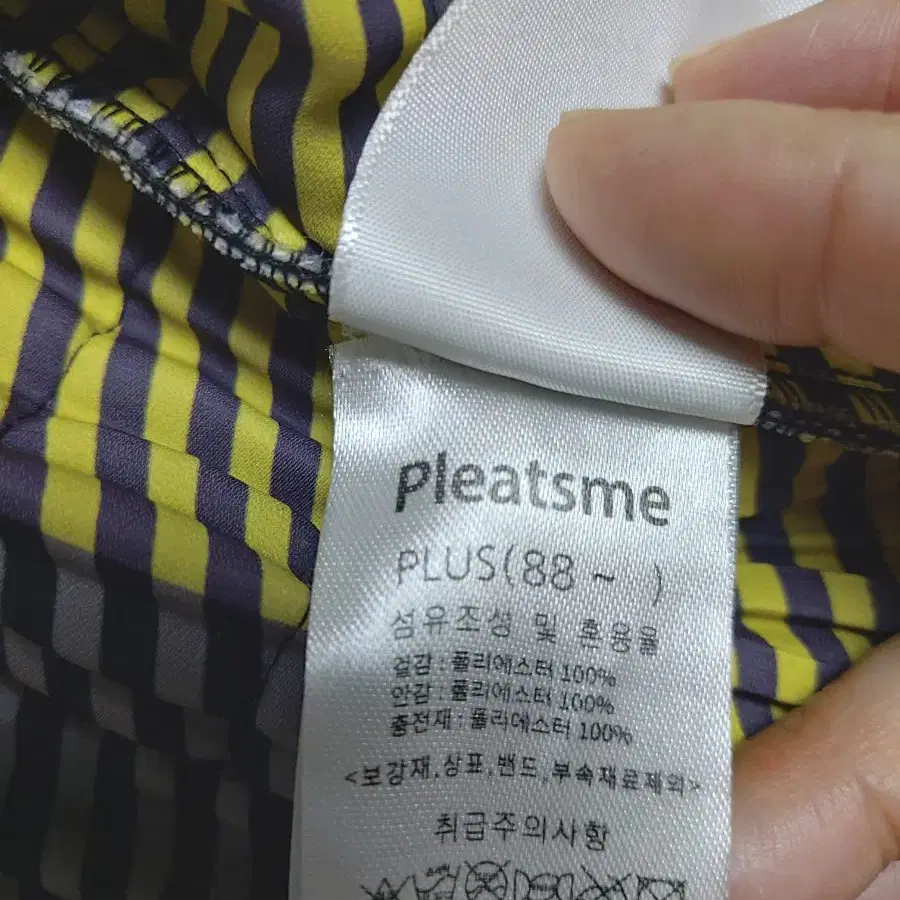 Pleatsme
PLUS(88 ~ )
섬유조성 및 혼용율
겉감 : 폴리에스터 100%
안감 : 폴리에스터 100%
충전재 : 폴리에스터 100%
<보강재,상표,밴드,부속재료제외>
취급주의사항